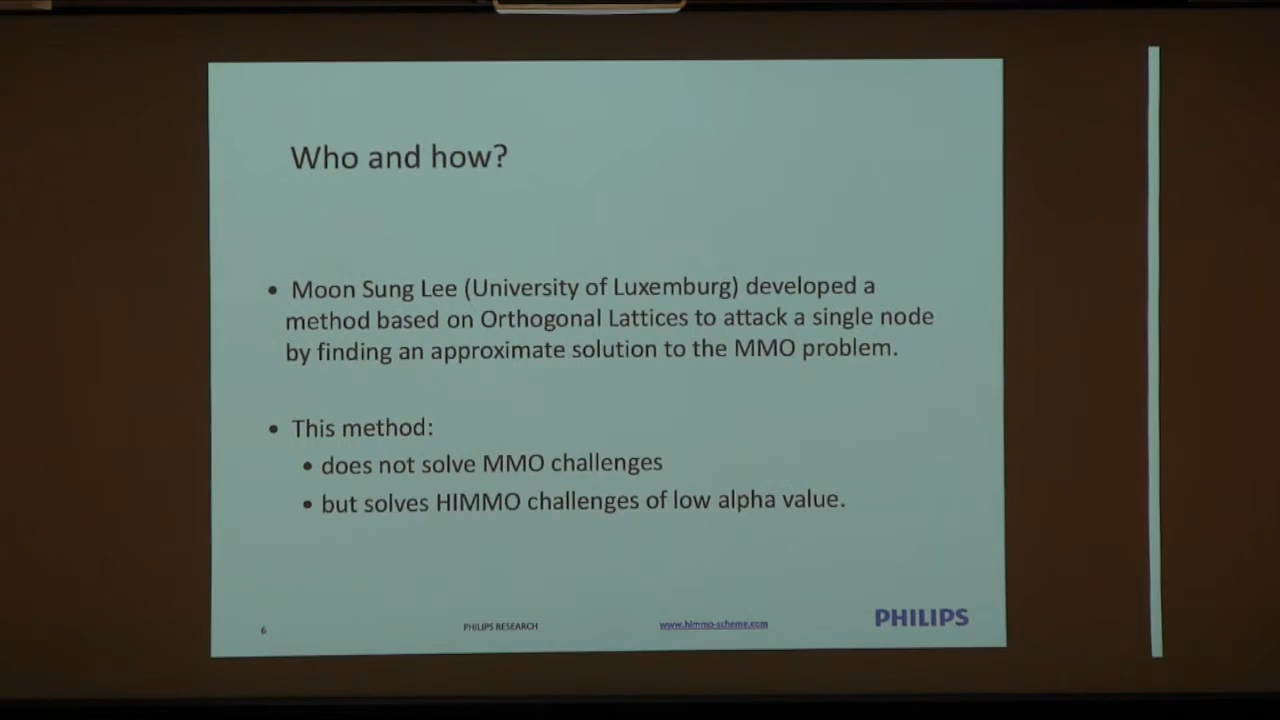 Who and how?
• Moon Sung Lee (University of Luxemburg) developed a
method based on Orthogonal Lattices to attack a single node
by finding an approximate solution to the MMO problem.
• This method:
• does not solve MMO challenges
• but solves HIMMO challenges of low alpha value.
6 PHILIPS RESEARCH www.himmo-scheme.com PHILIPS